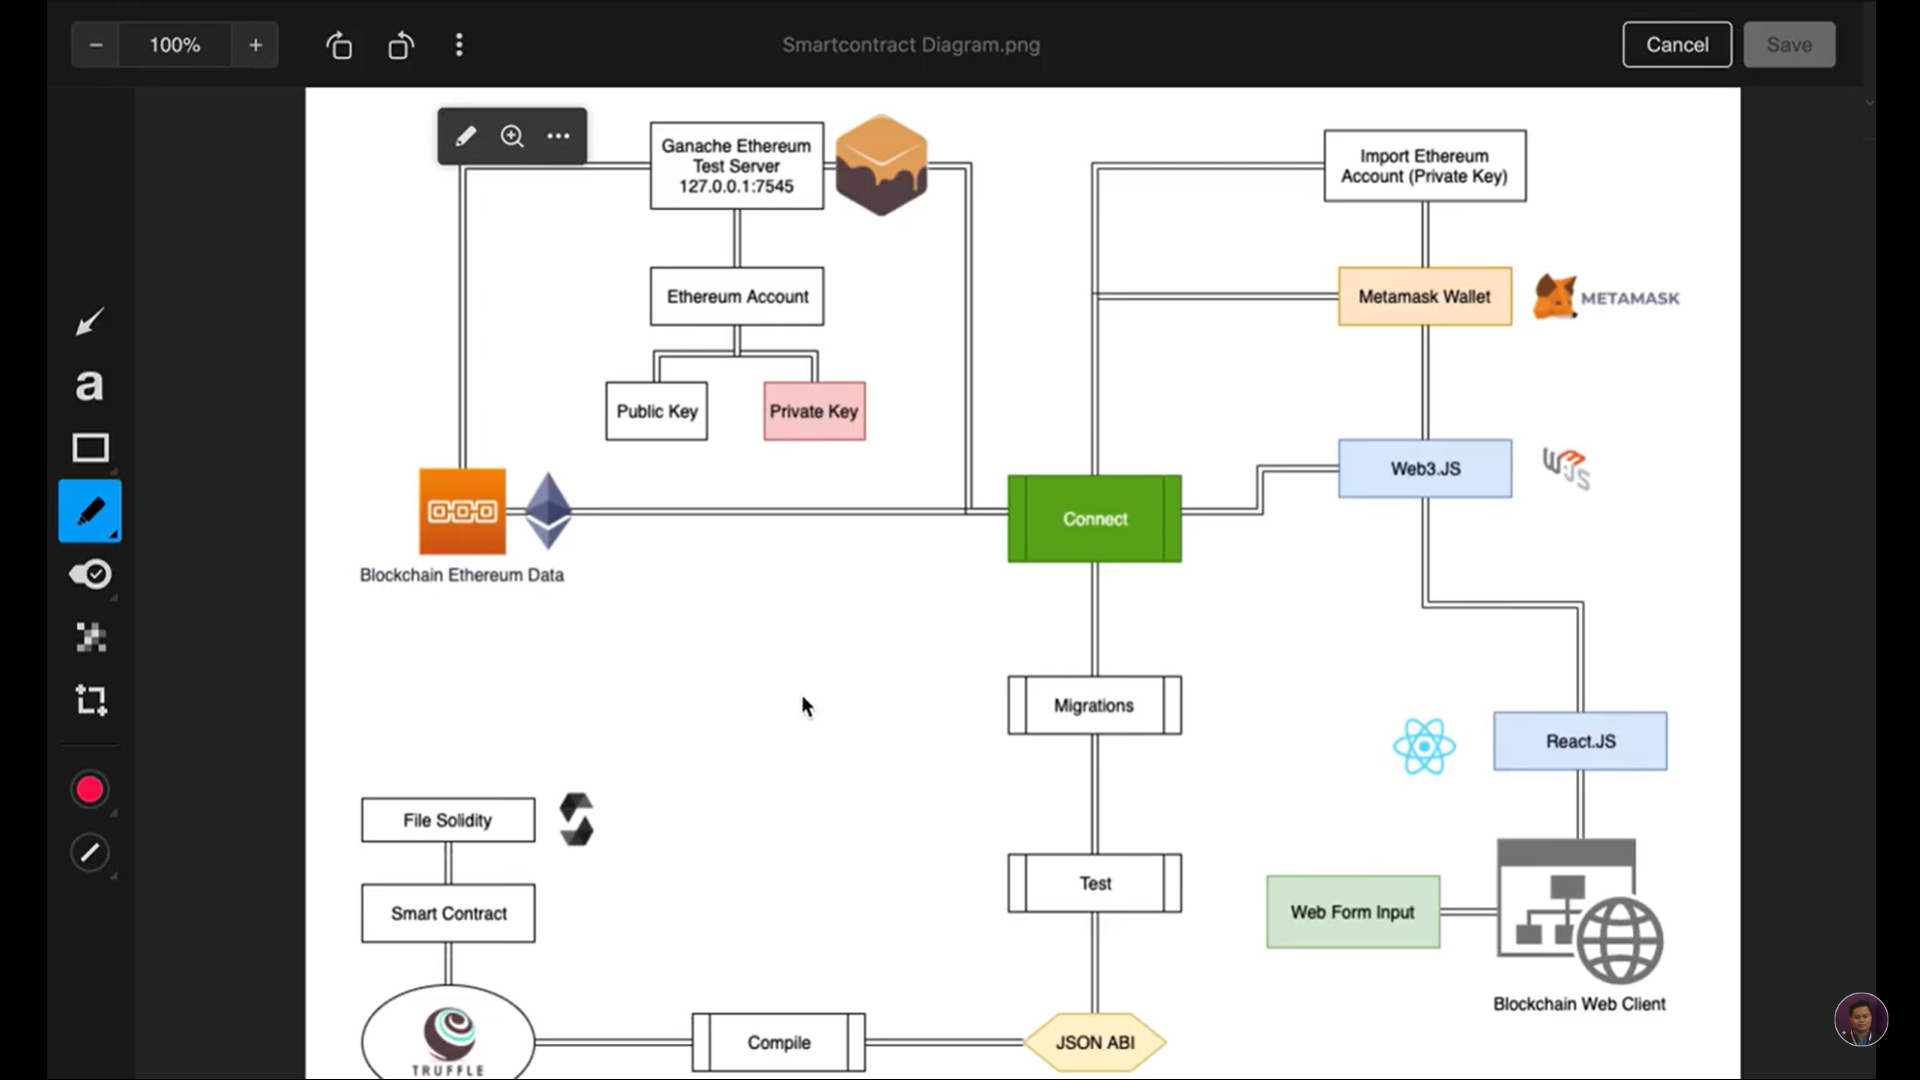 100%
Smartcontract Diagram.png
Cancel
Save
Ganache Ethereum
Test Server
127.0.0.1:7545
Import Ethereum
Account (Private Key)
Ethereum Account
Metamask Wallet
METAMASK
Public Key
Private Key
Web3.JS
W3JS
Connect
Blockchain Ethereum Data
Migrations
React.JS
File Solidity
Test
Smart Contract
Web Form Input
Blockchain Web Client
Compile
JSON ABI
TRUFFLE
a